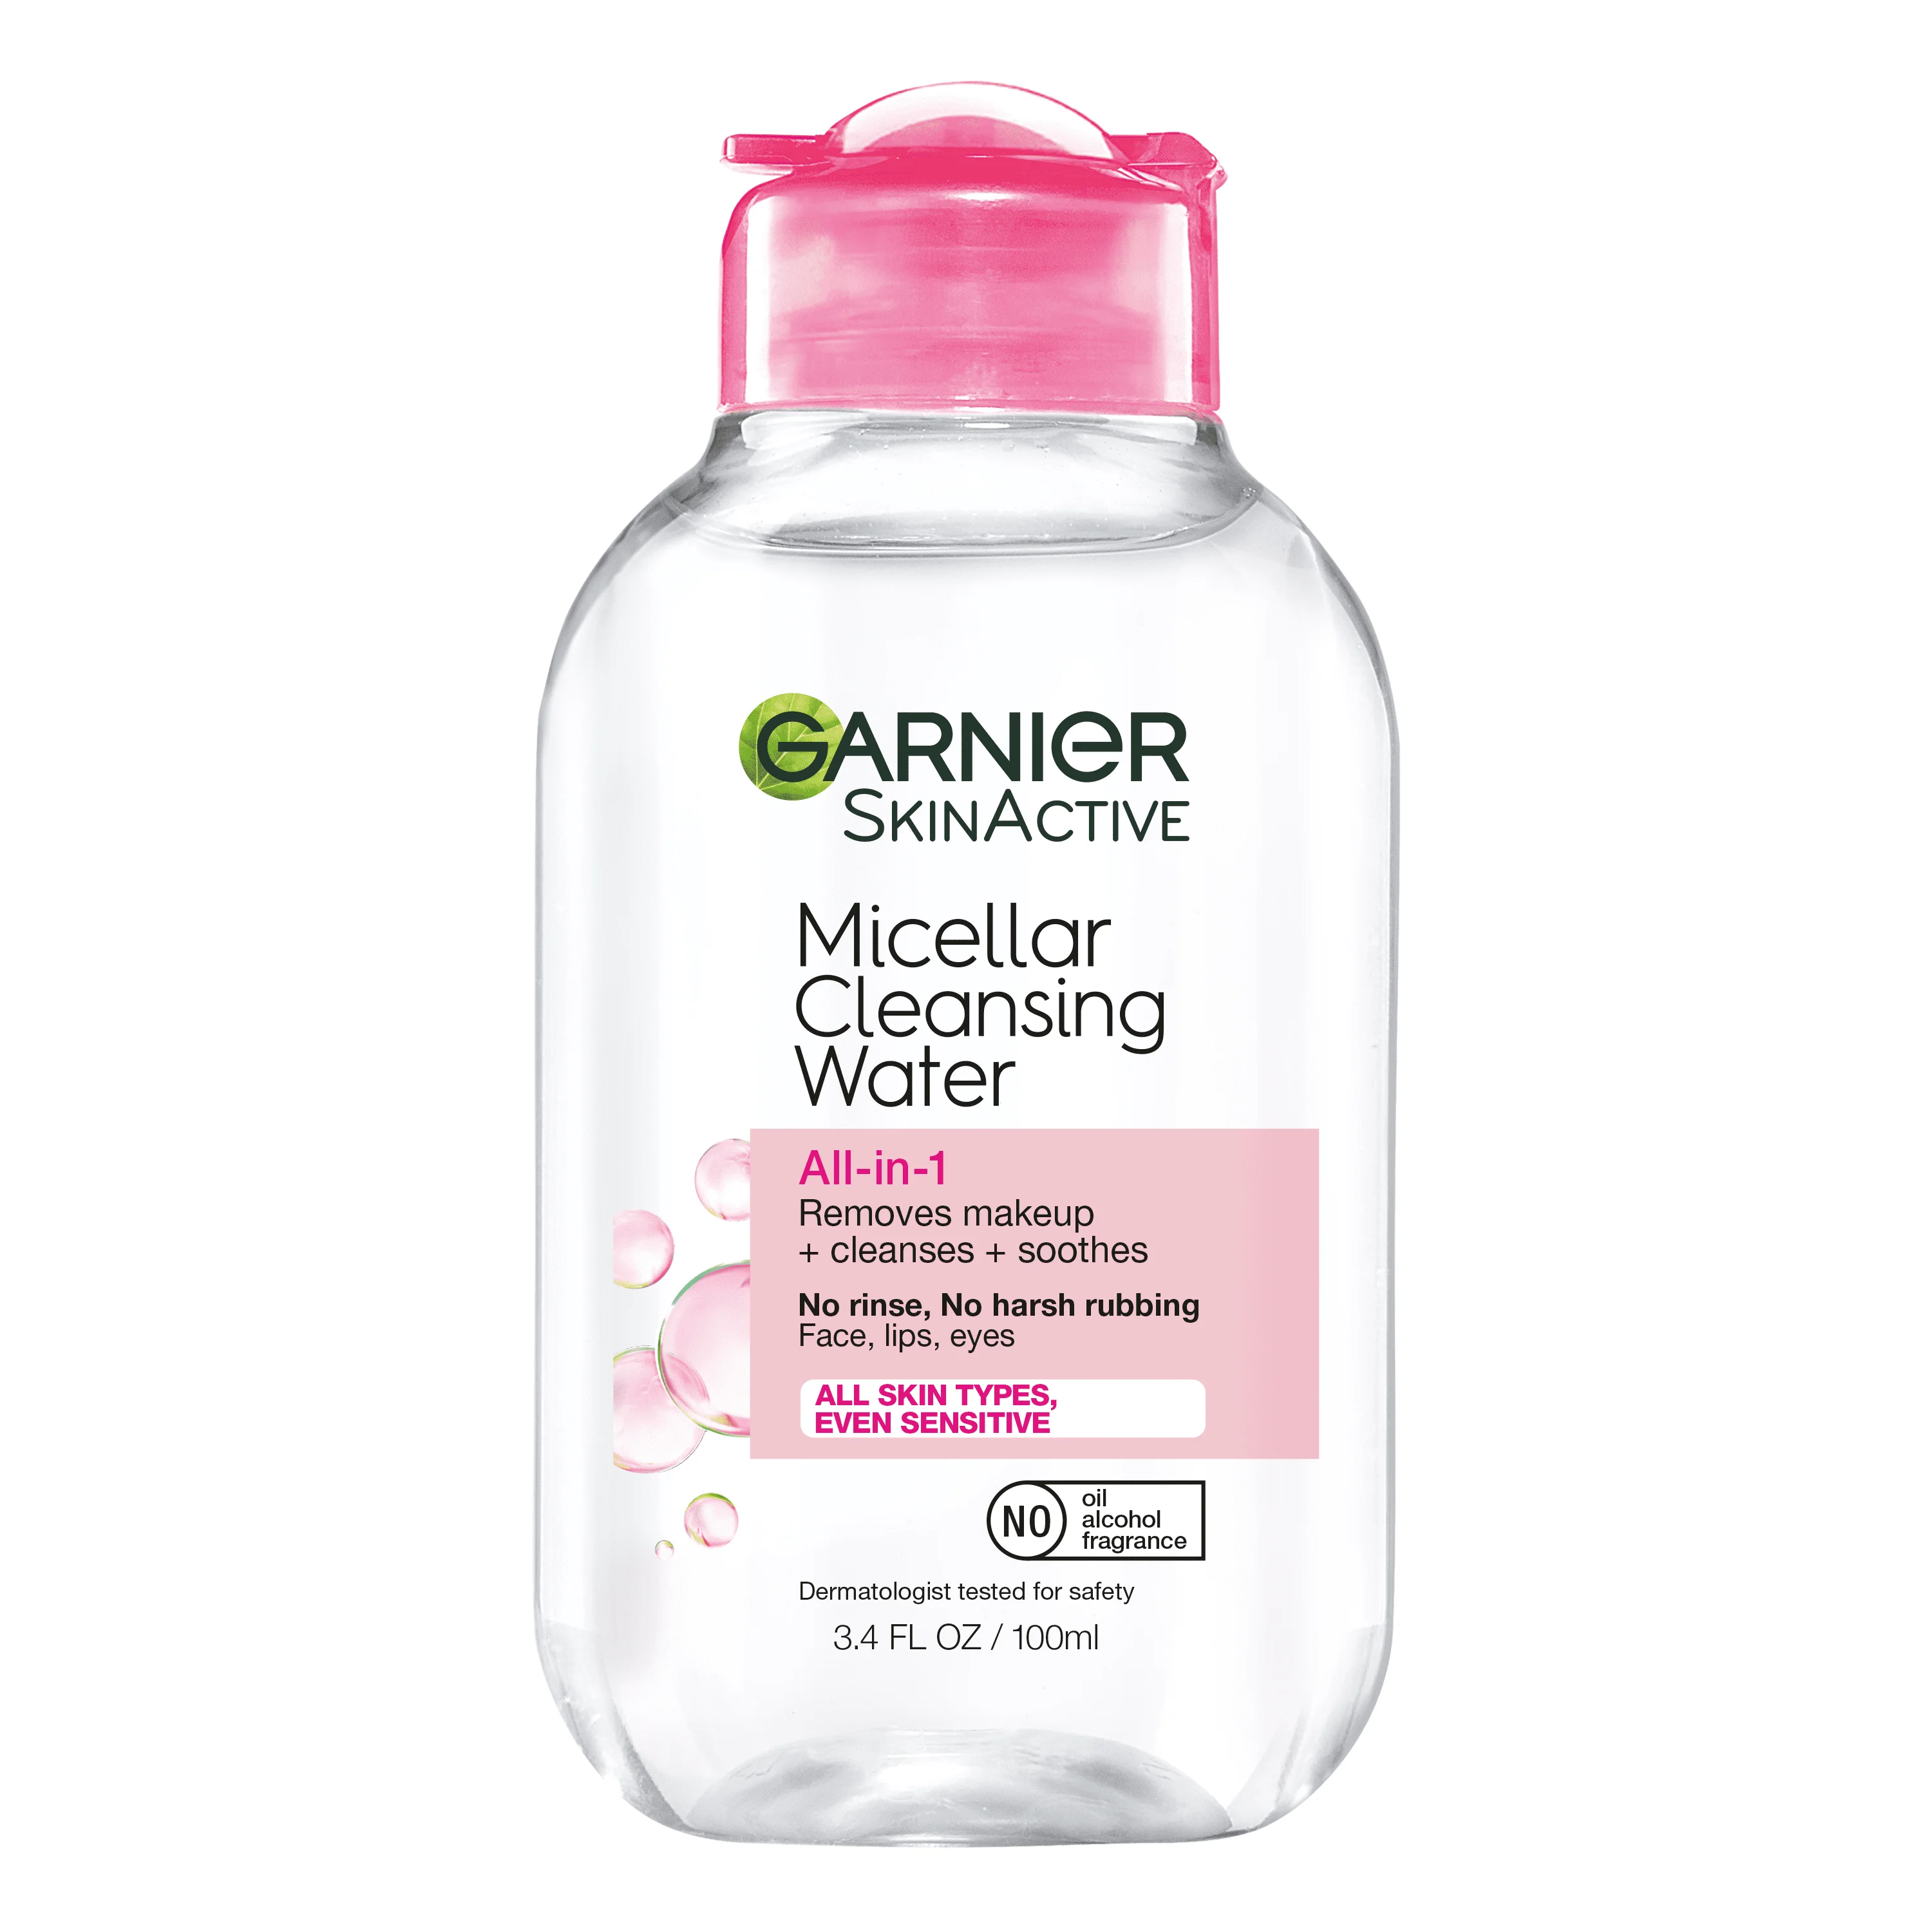 GARNIER
SKINACTIVE
Micellar
Cleansing
Water
All-in-1
Removes makeup
+ cleanses + soothes
No rinse, No harsh rubbing
Face, lips, eyes
ALL SKIN TYPES,
EVEN SENSITIVE
NO
oil
alcohol
fragrance
Dermatologist tested for safety
3.4 FL OZ / 100ml